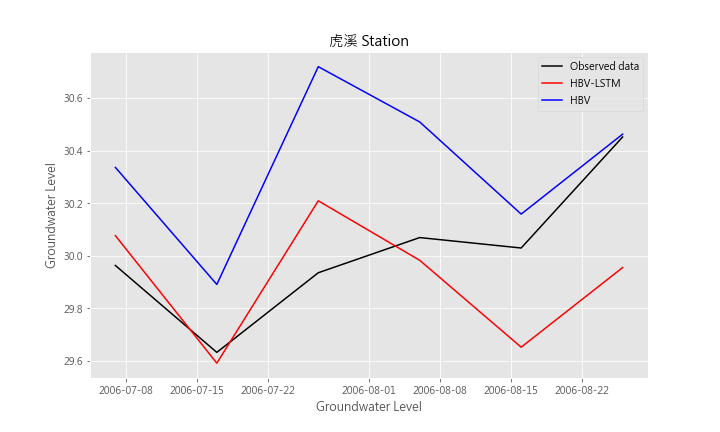 虎溪 Station
Observed data
HBV-LSTM
HBV
Groundwater Level
30.6
30.4
30.2
30.0
29.8
29.6
2006-07-08 2006-07-15 2006-07-22 2006-08-01 2006-08-08 2006-08-15 2006-08-22
Groundwater Level